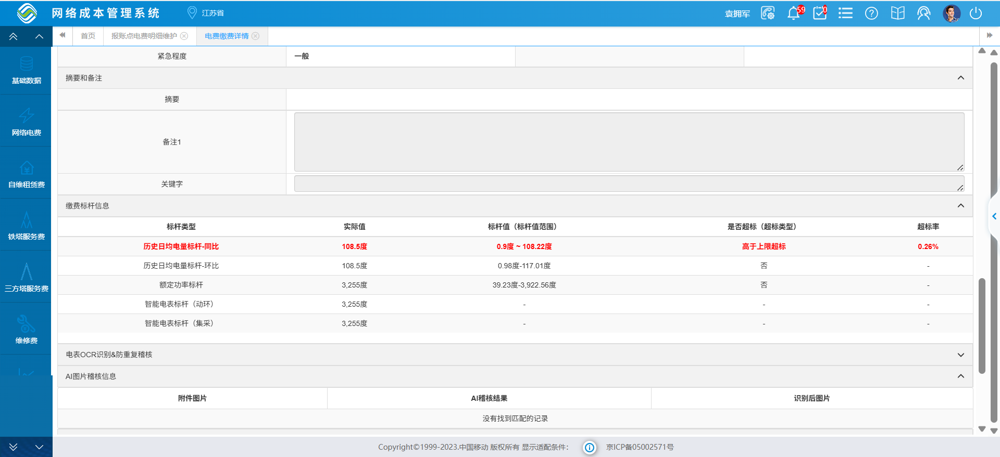 网络成本管理系统
江苏省
袁拥军
59
0
首页
报账点电费明细维护
电费缴费详情
基础数据
网络电费
自维租赁费
铁塔服务费
三方塔服务费
维修费
紧急程度 一般
摘要和备注
摘要
备注1
关键字
缴费标杆信息
标杆类型 实际值 标杆值（标杆值范围） 是否超标（超标类型） 超标率
历史日均电量标杆-同比 108.5度 0.9度 ~ 108.22度 高于上限超标 0.26%
历史日均电量标杆-环比 108.5度 0.98度-117.01度 否 -
额定功率标杆 3,255度 39.23度-3,922.56度 否 -
智能电表标杆（动环） 3,255度 - - -
智能电表标杆（集采） 3,255度 - - -
电表OCR识别&防重复稽核
AI图片稽核信息
附件图片 AI稽核结果 识别后图片
没有找到匹配的记录
Copyright©1999-2023.中国移动 版权所有 显示适配条件： 京ICP备05002571号